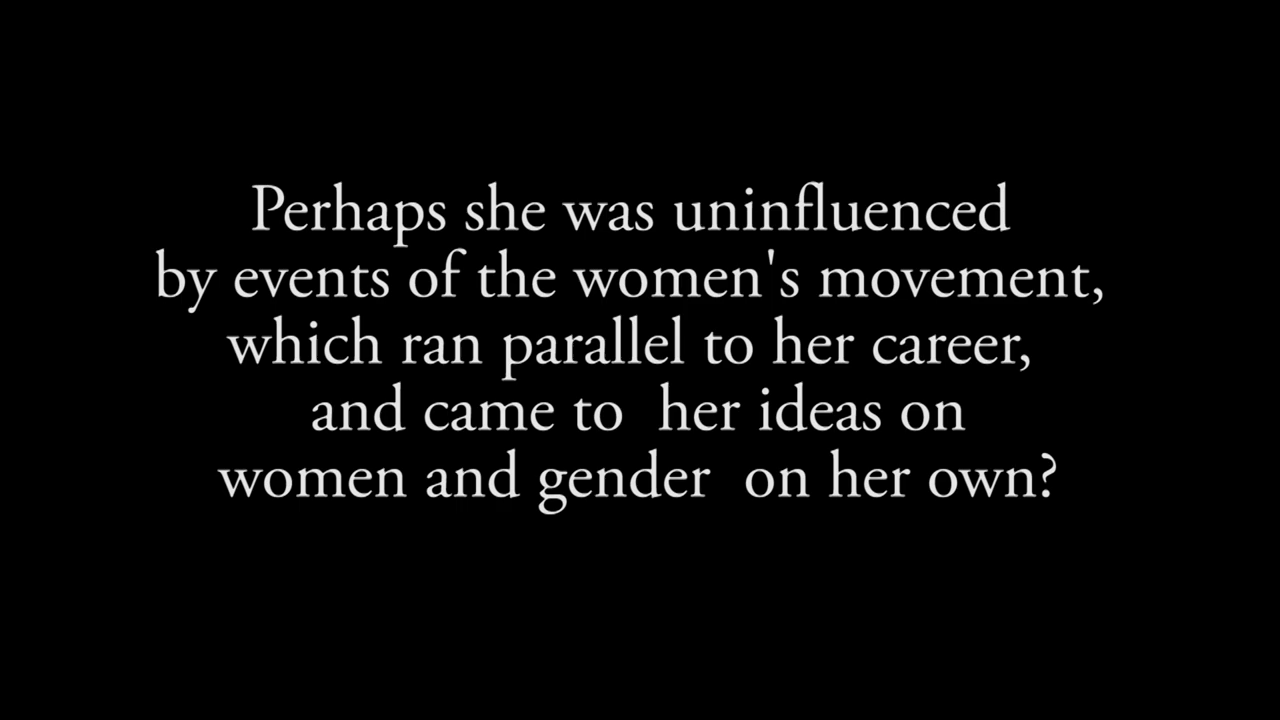 Perhaps she was uninfluenced
by events of the women's movement,
which ran parallel to her career,
and came to  her ideas on
women and gender  on her own?